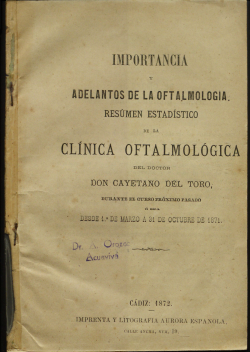 IMPORTANCIA
Y
ADELANTOS DE LA OFTALMOLOGIA.
RESÚMEN ESTADÍSTICO
DE LA
CLÍNICA OFTALMOLÓGICA
DEL DOCTOR
DON CAYETANO DEL TORO,
DURANTE EL CURSO PRÓXIMO PASADO
Ó SEA
DESDE 1.º DE MARZO A 31 DE OCTUBRE DE 1871.
CÁDIZ: 1872.
IMPRENTA Y LITOGRAFIA AURORA ESPAÑOLA.